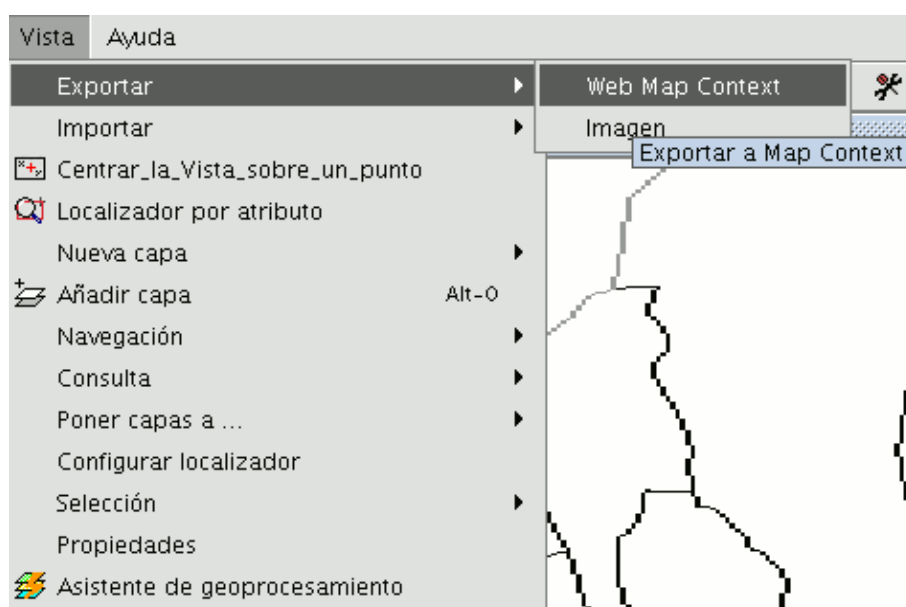 Vista Ayuda
Exportar
Web Map Context
Importar
Imagen
Exportar a Map Context
Centrar_la_Vista_sobre_un_punto
Localizador por atributo
Nueva capa
Añadir capa Alt-O
Navegación
Consulta
Poner capas a ...
Configurar localizador
Selección
Propiedades
Asistente de geoprocesamiento